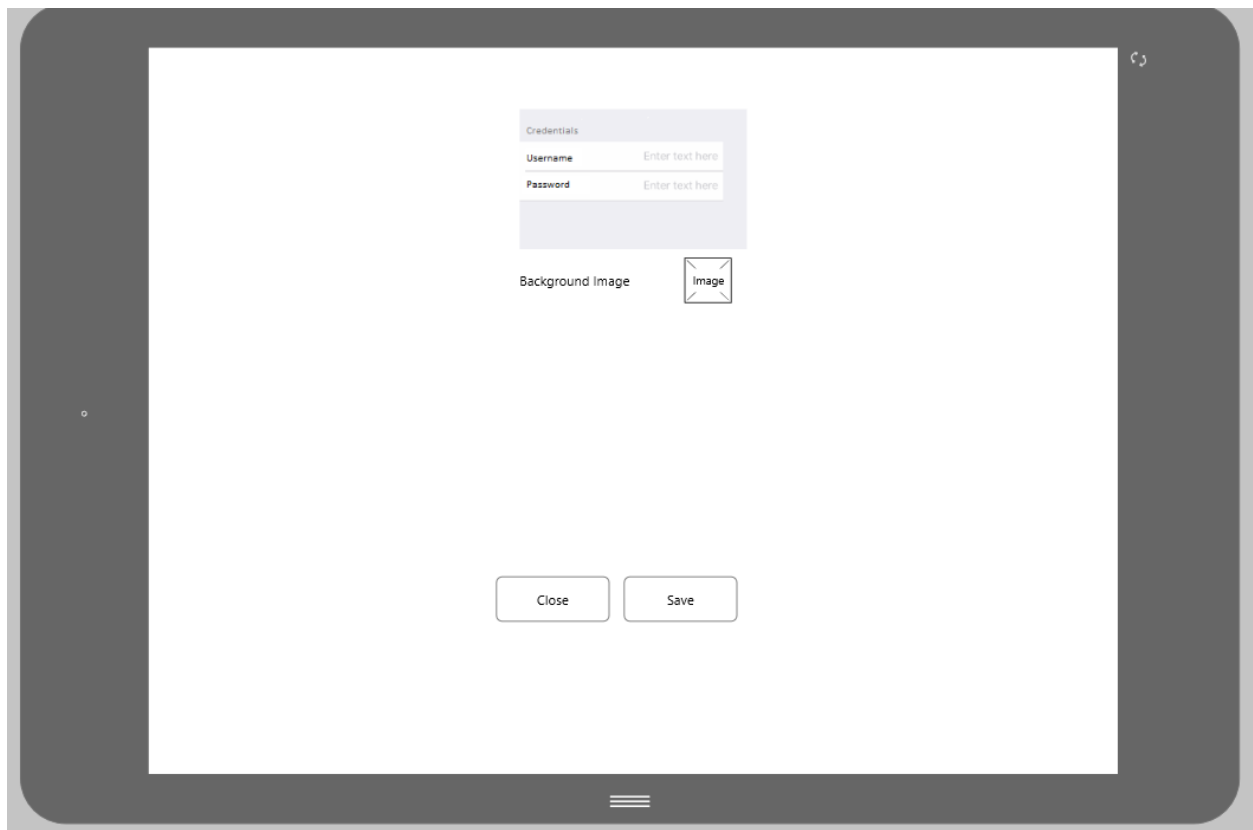 Credentials
Username Enter text here
Password Enter text here
Background Image Image
Close Save